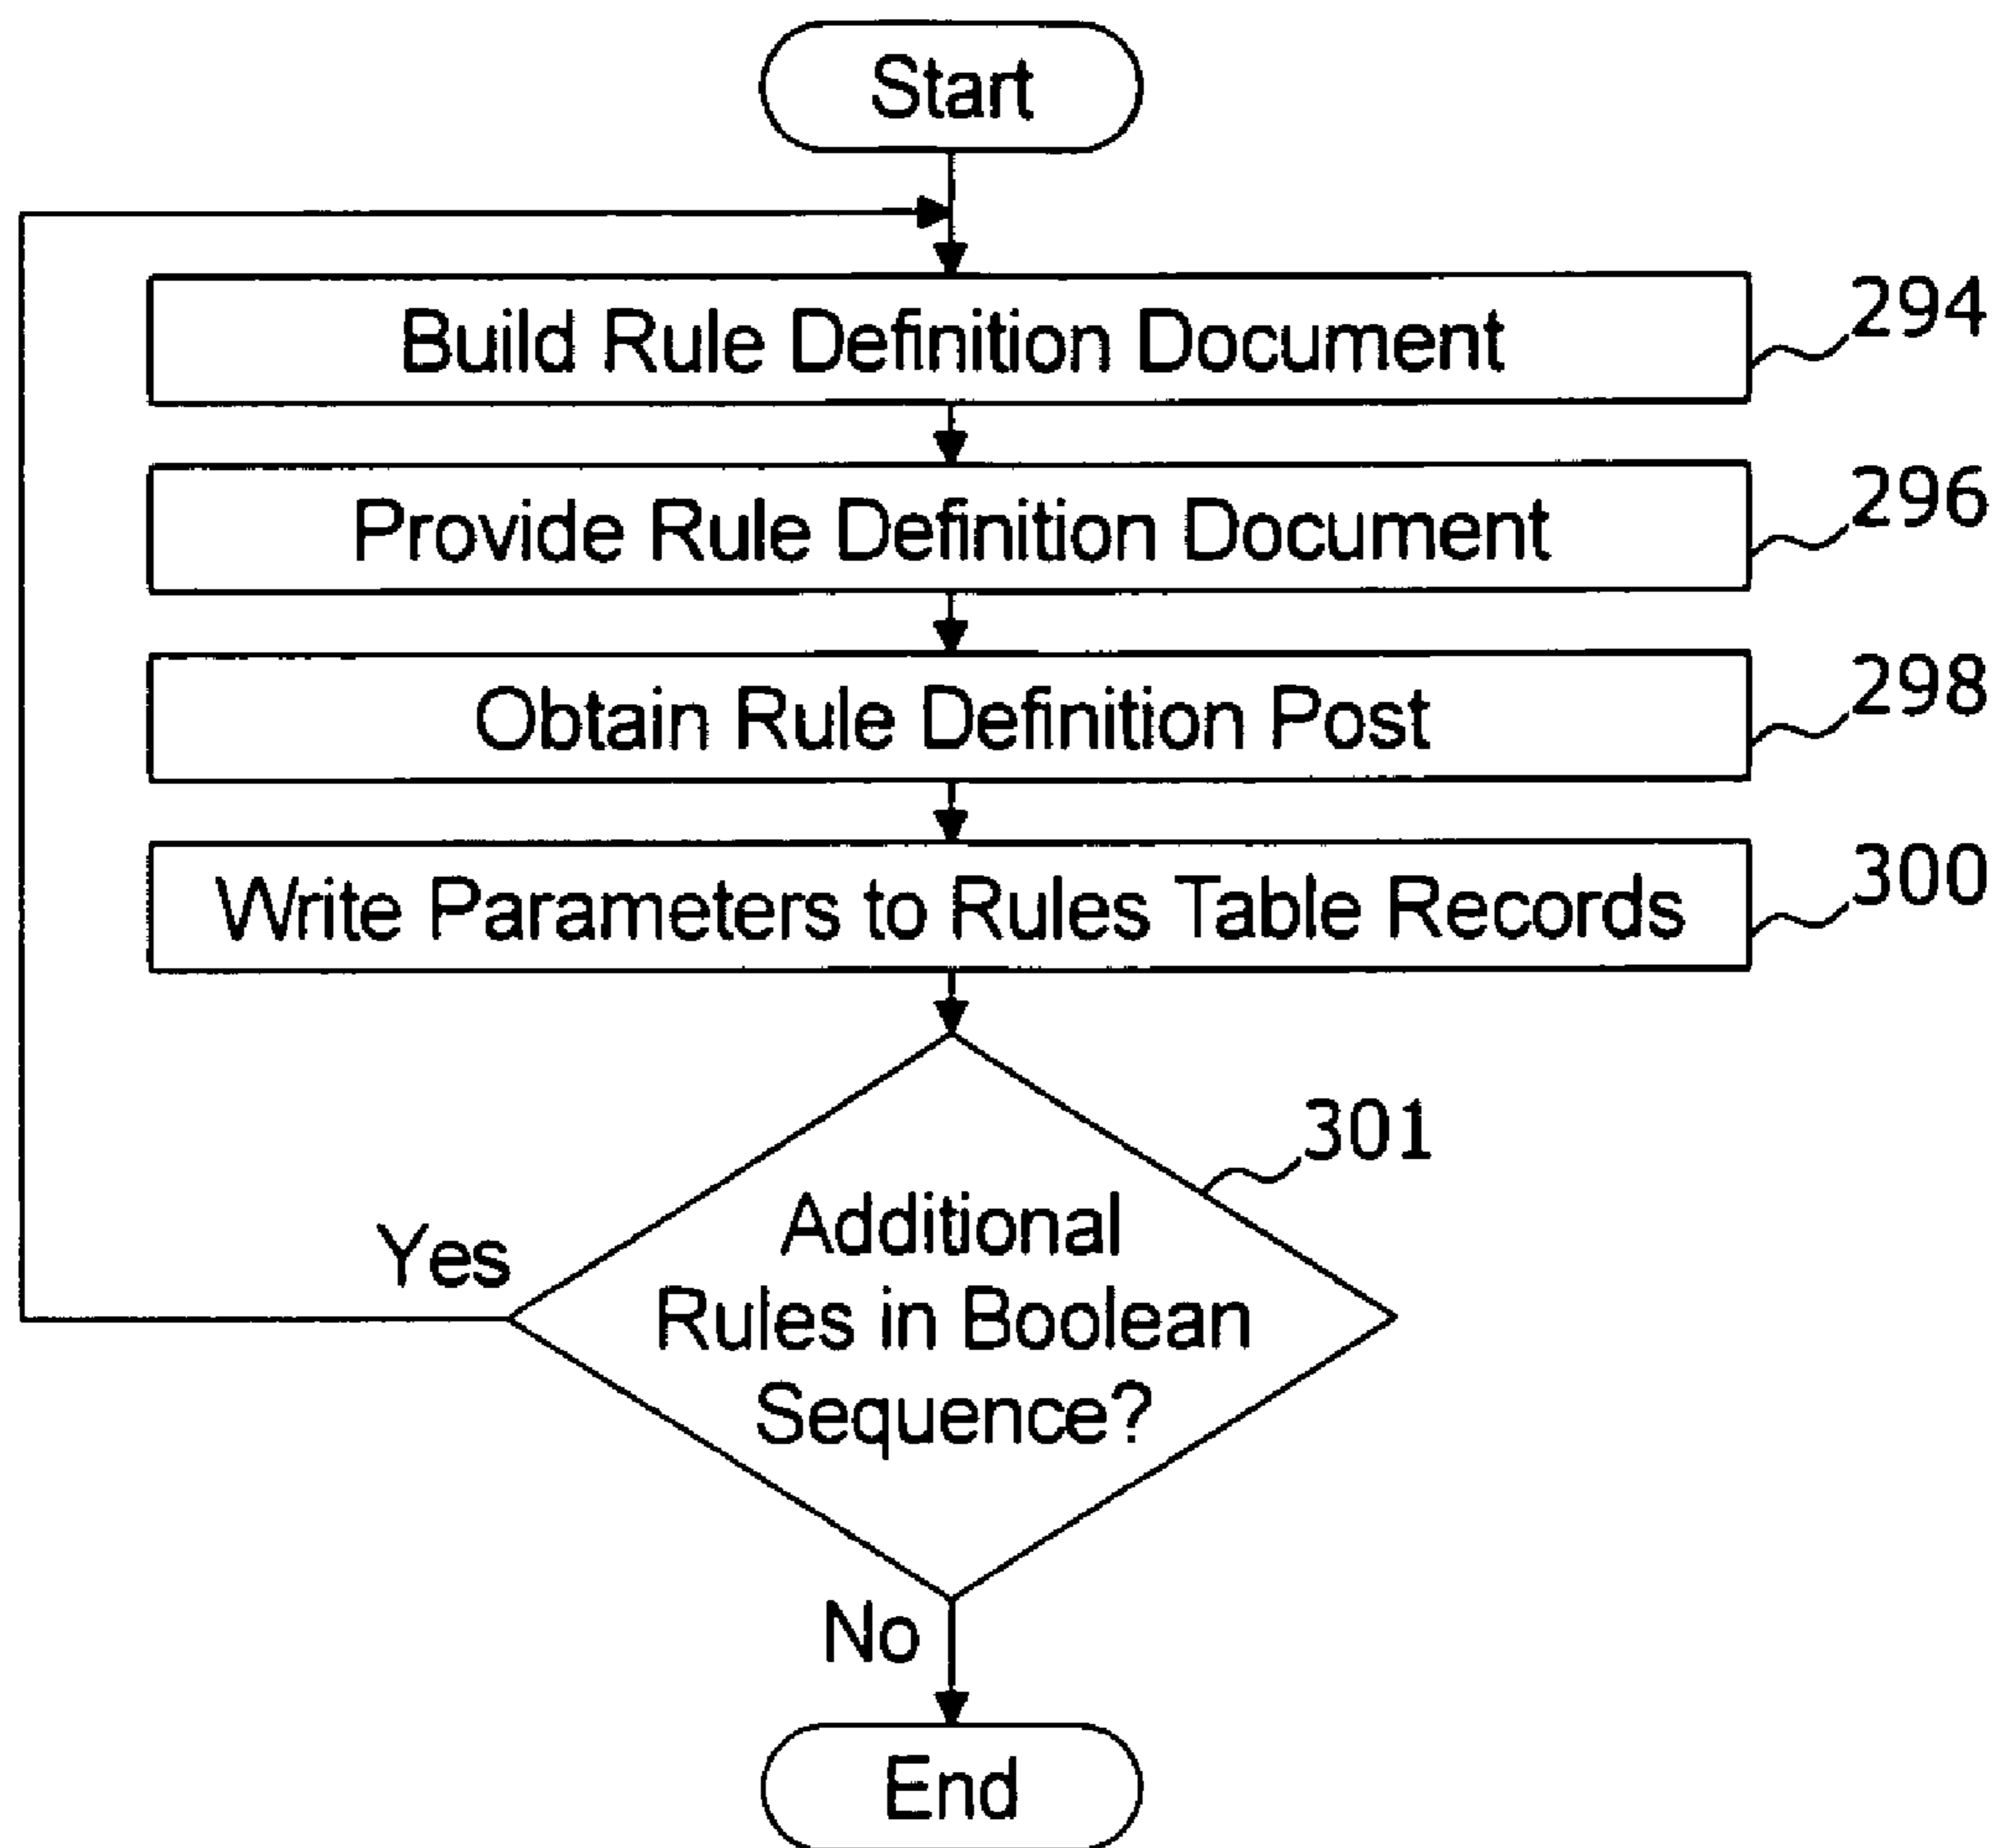 Start
Build Rule Definition Document
294
Provide Rule Definition Document
296
Obtain Rule Definition Post
298
Write Parameters to Rules Table Records
300
301
Additional
Rules in Boolean
Sequence?
Yes
No
End